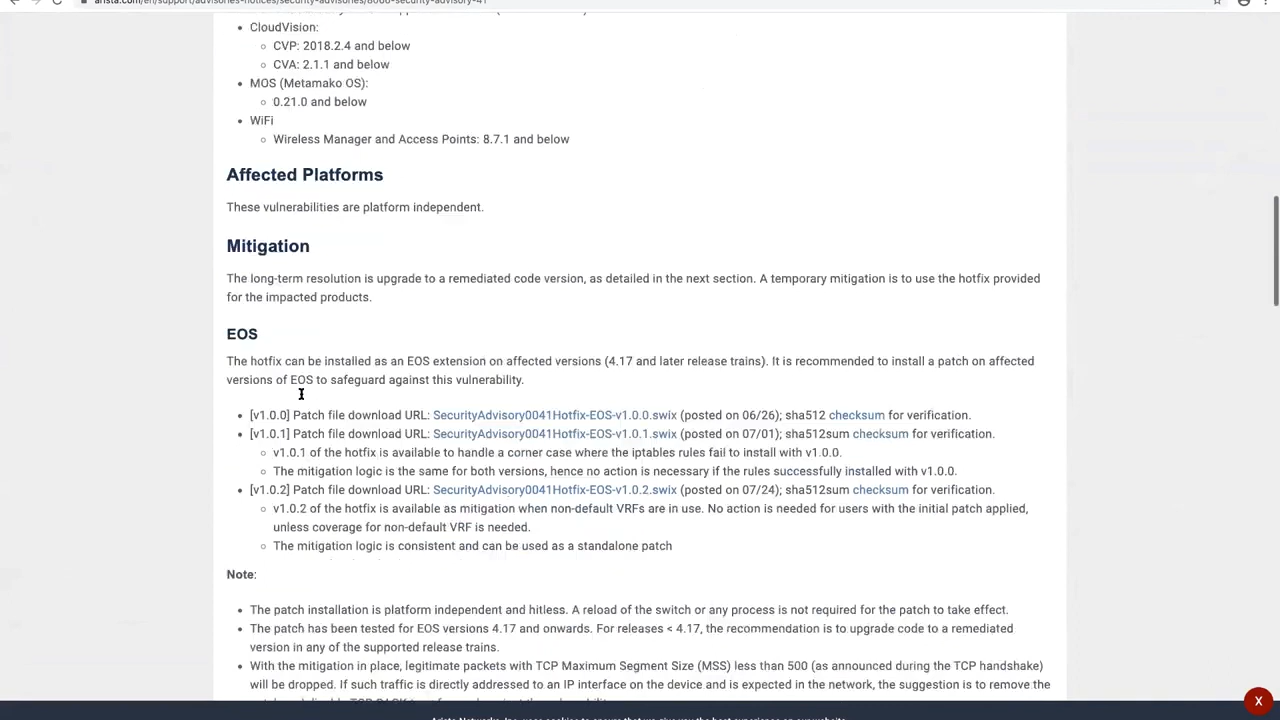 arista.com/en/support/advisories-notices/security-advisories/8066-security-advisory-41
CloudVision:
CVP: 2018.2.4 and below
CVA: 2.1.1 and below
MOS (Metamako OS):
0.21.0 and below
WiFi
Wireless Manager and Access Points: 8.7.1 and below
Affected Platforms
These vulnerabilities are platform independent.
Mitigation
The long-term resolution is upgrade to a remediated code version, as detailed in the next section. A temporary mitigation is to use the hotfix provided
for the impacted products.
EOS
The hotfix can be installed as an EOS extension on affected versions (4.17 and later release trains). It is recommended to install a patch on affected
versions of EOS to safeguard against this vulnerability.
[v1.0.0] Patch file download URL: SecurityAdvisory0041Hotfix-EOS-v1.0.0.swix (posted on 06/26); sha512 checksum for verification.
[v1.0.1] Patch file download URL: SecurityAdvisory0041Hotfix-EOS-v1.0.1.swix (posted on 07/01); sha512sum checksum for verification.
v1.0.1 of the hotfix is available to handle a corner case where the iptables rules fail to install with v1.0.0.
The mitigation logic is the same for both versions, hence no action is necessary if the rules successfully installed with v1.0.0.
[v1.0.2] Patch file download URL: SecurityAdvisory0041Hotfix-EOS-v1.0.2.swix (posted on 07/24); sha512sum checksum for verification.
v1.0.2 of the hotfix is available as mitigation when non-default VRFs are in use. No action is needed for users with the initial patch applied,
unless coverage for non-default VRF is needed.
The mitigation logic is consistent and can be used as a standalone patch
Note:
The patch installation is platform independent and hitless. A reload of the switch or any process is not required for the patch to take effect.
The patch has been tested for EOS versions 4.17 and onwards. For releases < 4.17, the recommendation is to upgrade code to a remediated
version in any of the supported release trains.
With the mitigation in place, legitimate packets with TCP Maximum Segment Size (MSS) less than 500 (as announced during the TCP handshake)
will be dropped. If such traffic is directly addressed to an IP interface on the device and is expected in the network, the suggestion is to remove the
X